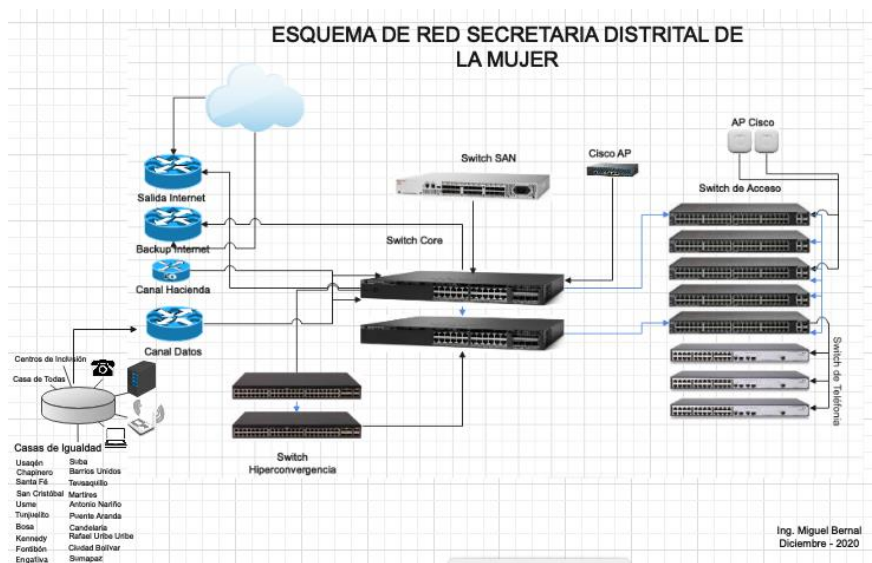 ESQUEMA DE RED SECRETARIA DISTRITAL DE
LA MUJER
AP Cisco
Switch SAN
Cisco AP
Switch de Acceso
Salida Internet
Backup Internet
Switch Core
Canal Hacienda
Canal Datos
Centros de Inclusión
Casa de Todas
Switch de Teléfonia
Casas de Igualdad
Usaqén
Suba
Chapinero
Barrios Unidos
Santa Fé
Teusaquillo
San Cristóbal
Martires
Usme
Antonio Nariño
Tunjuelito
Puente Aranda
Bosa
Candelaria
Kennedy
Rafael Uribe Uribe
Fontibón
Ciudad Bolivar
Engativa
Sumapaz
Switch
Hiperconvergencia
Ing. Miguel Bernal
Diciembre - 2020